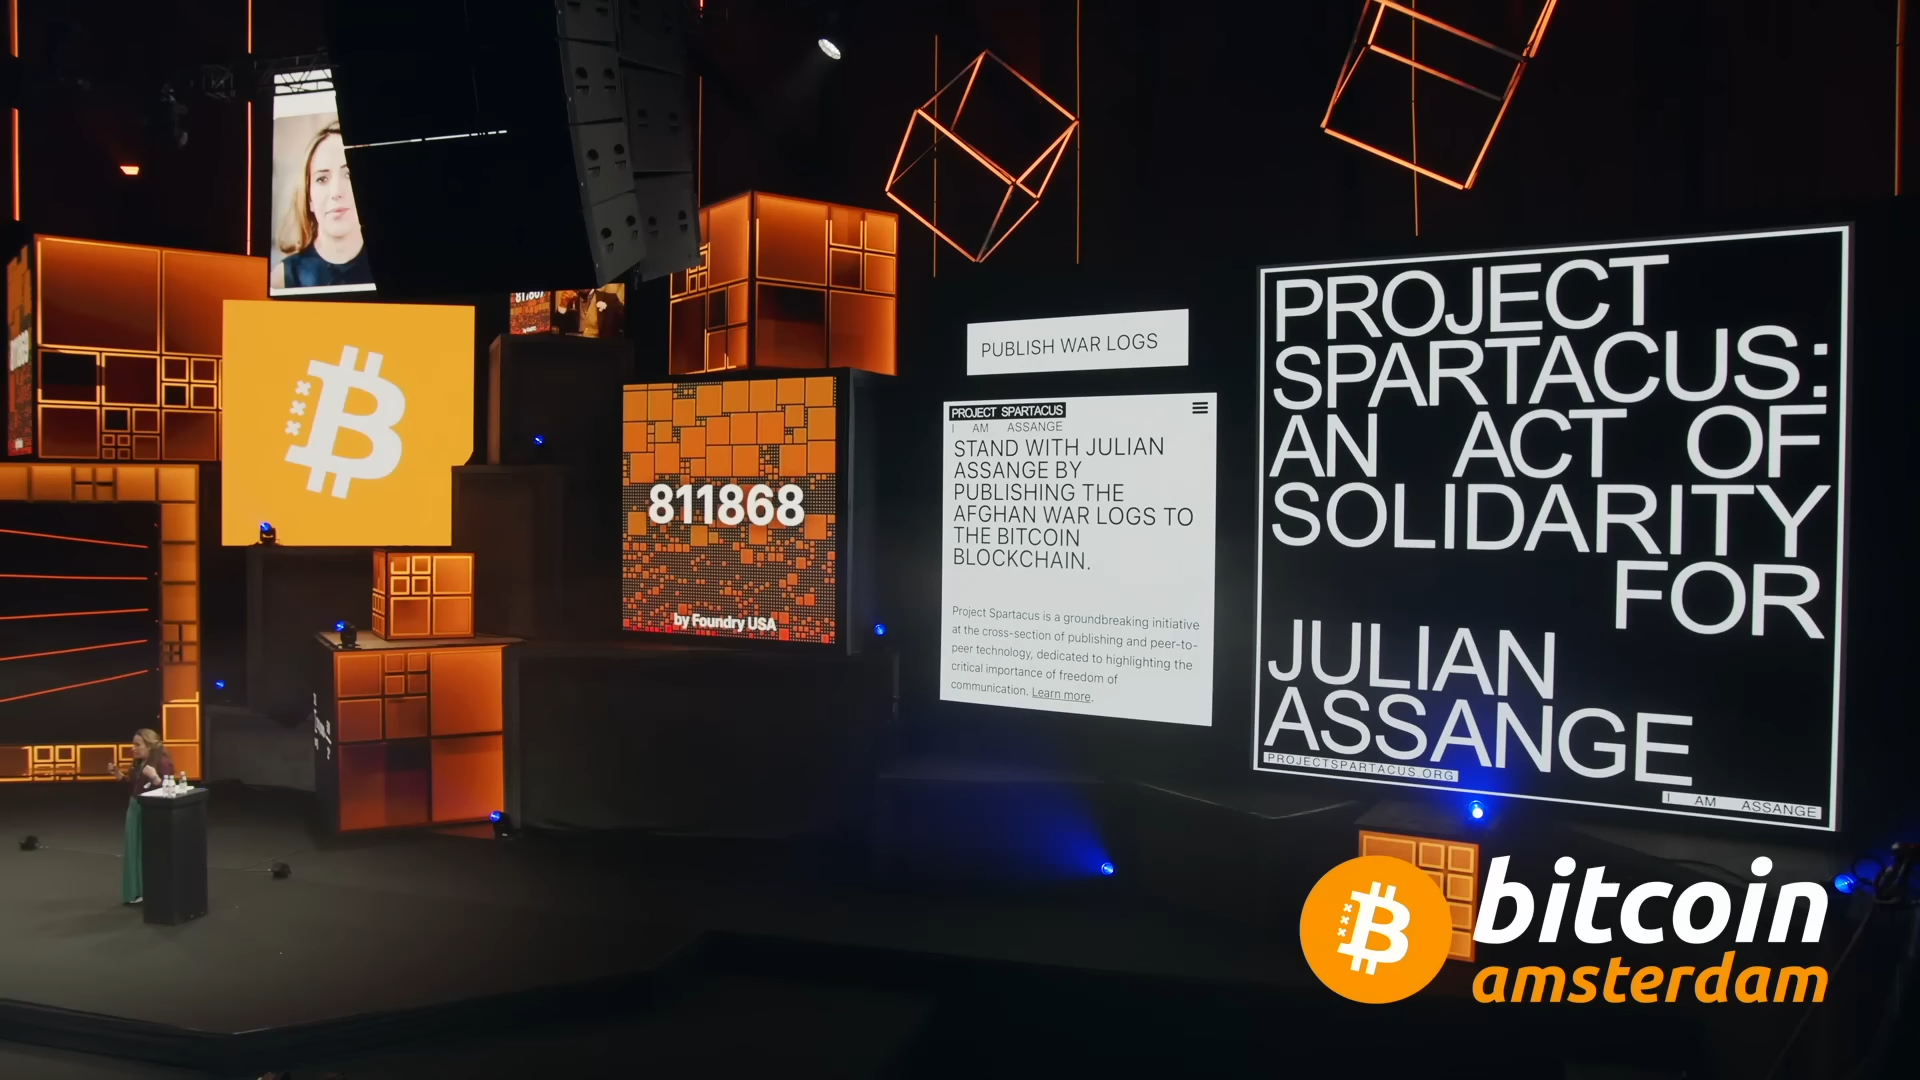 811867
811869
811868
by Foundry USA
PUBLISH WAR LOGS
PROJECT SPARTACUS
I AM ASSANGE
STAND WITH JULIAN
ASSANGE BY
PUBLISHING THE
AFGHAN WAR LOGS TO
THE BITCOIN
BLOCKCHAIN.
Project Spartacus is a groundbreaking initiative
at the cross-section of publishing and peer-to-
peer technology, dedicated to highlighting the
critical importance of freedom of
communication. Learn more.
PROJECT
SPARTACUS:
AN ACT OF
SOLIDARITY
FOR
JULIAN
ASSANGE
PROJECTSPARTACUS.ORG
I AM ASSANGE
bitcoin
amsterdam